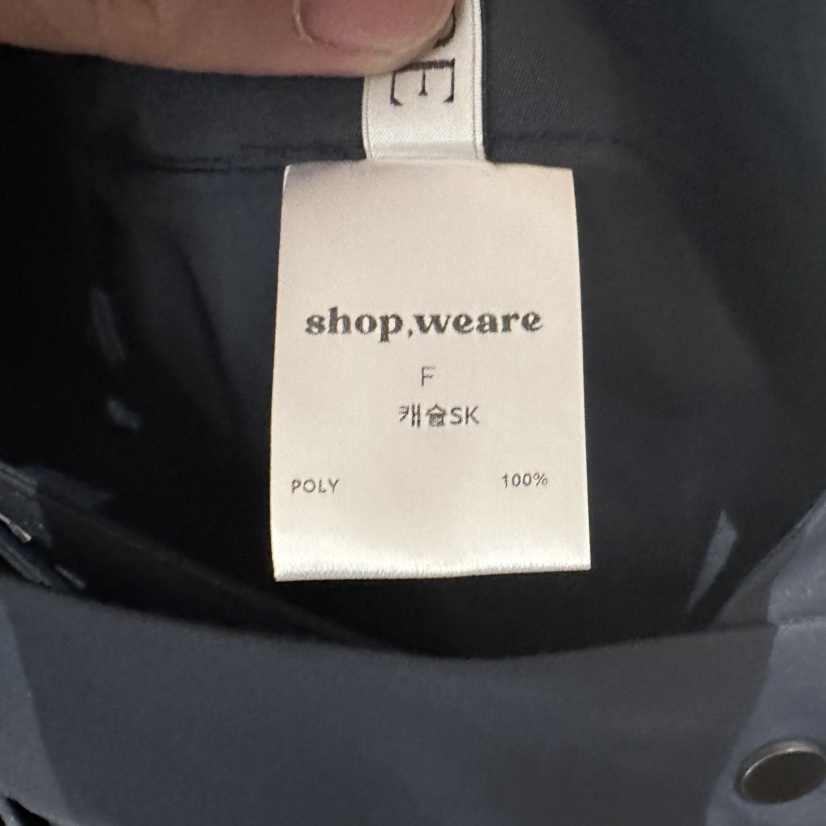 shop,weare
F
캐슬SK
POLY 100%